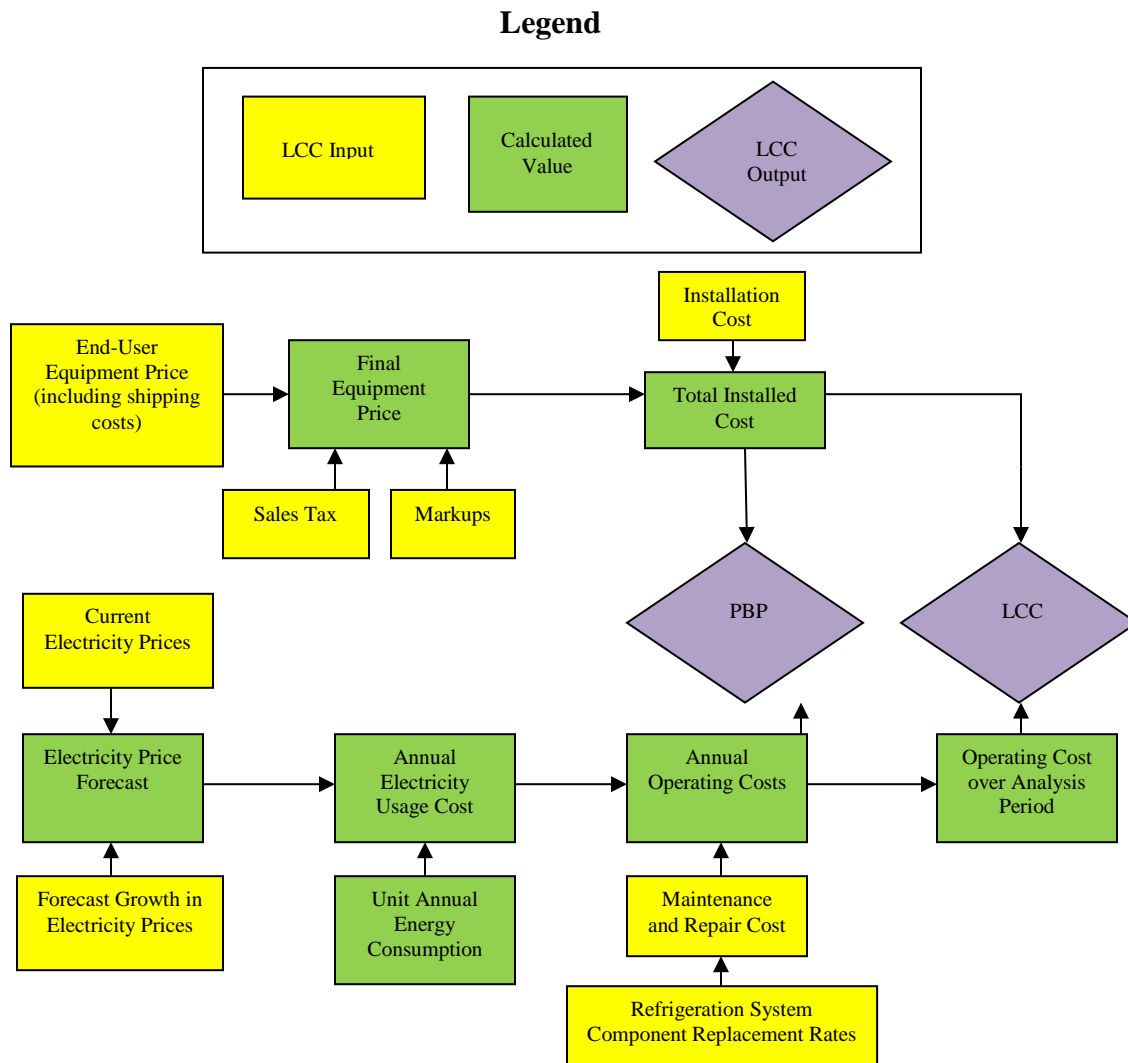 Legend
LCC Input
Calculated
Value
LCC
Output
Installation
Cost
End-User
Equipment Price
(including shipping
costs)
Final
Equipment
Price
Total Installed
Cost
Sales Tax
Markups
PBP
LCC
Current
Electricity Prices
Electricity Price
Forecast
Annual
Electricity
Usage Cost
Annual
Operating Costs
Operating Cost
over Analysis
Period
Forecast Growth in
Electricity Prices
Unit Annual
Energy
Consumption
Maintenance
and Repair Cost
Refrigeration System
Component Replacement Rates